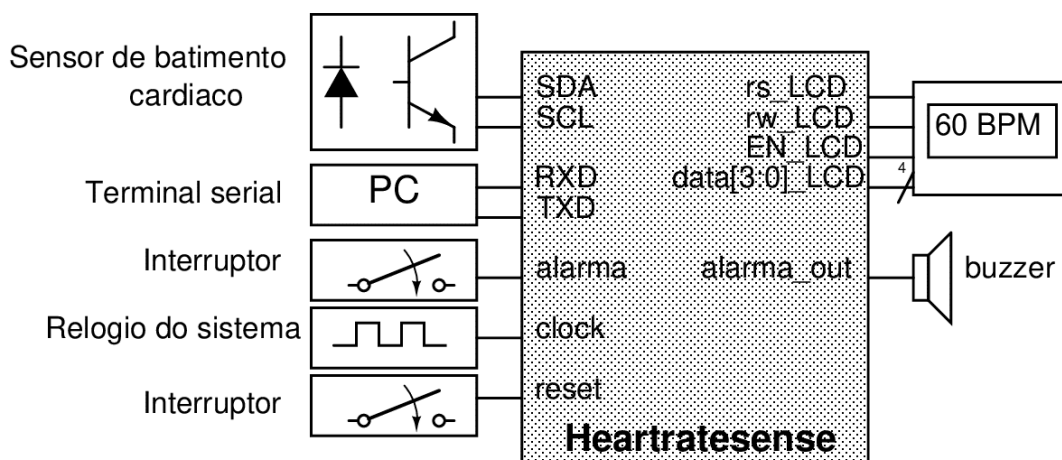 Sensor de batimento
cardiaco
SDA
SCL
rs_LCD
rw_LCD
EN_LCD
data[3:0]_LCD
4
60 BPM
Terminal serial
PC
RXD
TXD
Interruptor
alarma
alarma_out
buzzer
Relogio do sistema
clock
Interruptor
reset
Heartratesense